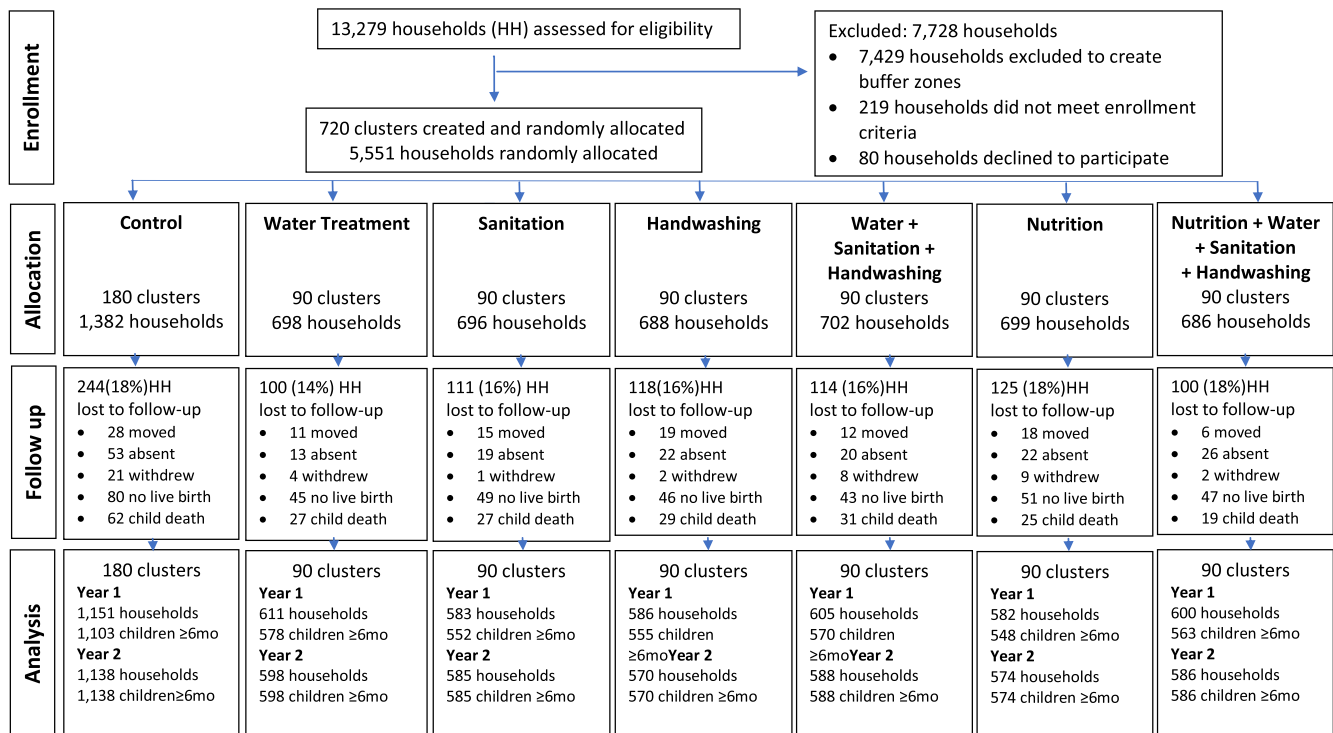 Enrollment
13,279 households (HH) assessed for eligibility
Excluded: 7,728 households
• 7,429 households excluded to create
buffer zones
• 219 households did not meet enrollment
criteria
• 80 households declined to participate
720 clusters created and randomly allocated
5,551 households randomly allocated
Allocation
Control
180 clusters
1,382 households
Water Treatment
90 clusters
698 households
Sanitation
90 clusters
696 households
Handwashing
90 clusters
688 households
Water +
Sanitation +
Handwashing
90 clusters
702 households
Nutrition
90 clusters
699 households
Nutrition + Water
+ Sanitation
+ Handwashing
90 clusters
686 households
Follow up
244(18%)HH
lost to follow-up
• 28 moved
• 53 absent
• 21 withdrew
• 80 no live birth
• 62 child death
100 (14%) HH
lost to follow-up
• 11 moved
• 13 absent
• 4 withdrew
• 45 no live birth
• 27 child death
111 (16%) HH
lost to follow-up
• 15 moved
• 19 absent
• 1 withdrew
• 49 no live birth
• 27 child death
118(16%)HH
lost to follow-up
• 19 moved
• 22 absent
• 2 withdrew
• 46 no live birth
• 29 child death
114 (16%) HH
lost to follow-up
• 12 moved
• 20 absent
• 8 withdrew
• 43 no live birth
• 31 child death
125 (18%)HH
lost to follow-up
• 18 moved
• 22 absent
• 9 withdrew
• 51 no live birth
• 25 child death
100 (18%)HH
lost to follow-up
• 6 moved
• 26 absent
• 2 withdrew
• 47 no live birth
• 19 child death
Analysis
180 clusters
Year 1
1,151 households
1,103 children ≥6mo
Year 2
1,138 households
1,138 children≥6mo
90 clusters
Year 1
611 households
578 children ≥6mo
Year 2
598 households
598 children ≥6mo
90 clusters
Year 1
583 households
552 children ≥6mo
Year 2
585 households
585 children ≥6mo
90 clusters
Year 1
586 households
555 children
≥6moYear 2
570 households
570 children ≥6mo
90 clusters
Year 1
605 households
570 children
≥6moYear 2
588 households
588 children ≥6mo
90 clusters
Year 1
582 households
548 children ≥6mo
Year 2
574 households
574 children ≥6mo
90 clusters
Year 1
600 households
563 children ≥6mo
Year 2
586 households
586 children ≥6mo